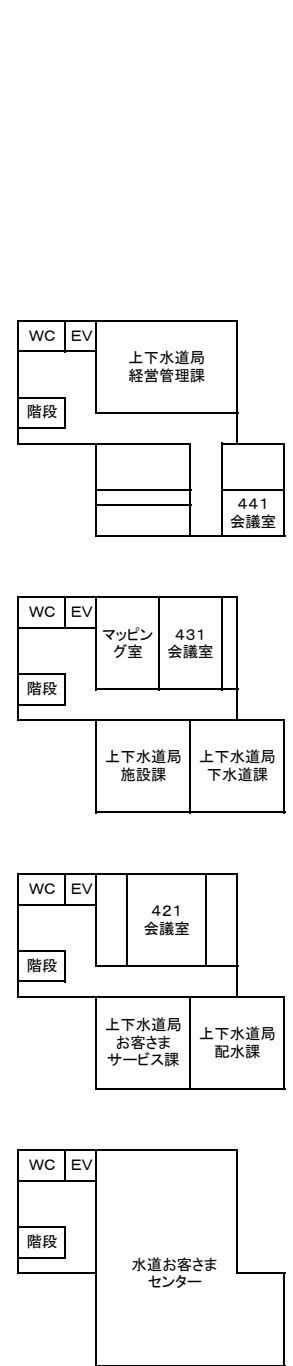 WC EV
上下水道局
経営管理課
階段
441
会議室
WC EV
マッピン
グ室
431
会議室
階段
上下水道局
施設課
上下水道局
下水道課
WC EV
421
会議室
階段
上下水道局
お客さま
サービス課
上下水道局
配水課
WC EV
階段
水道お客さま
センター